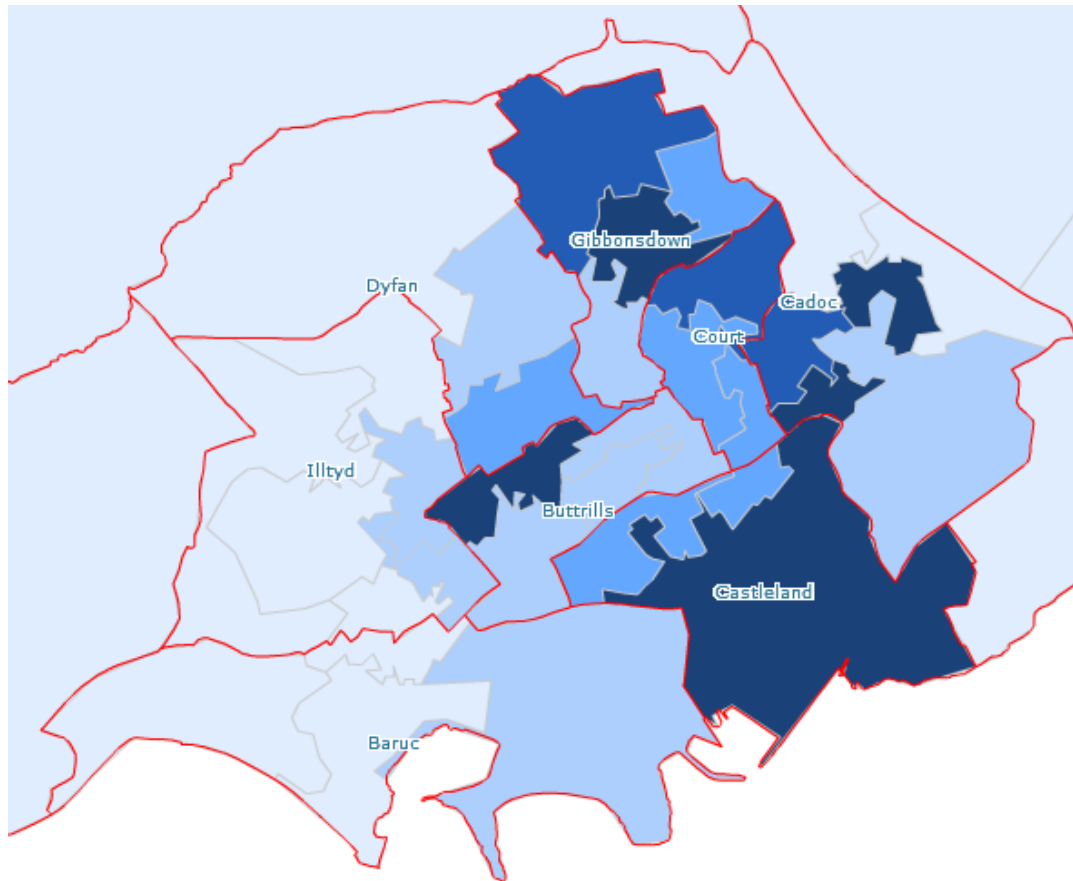 Gibbonsdown
Dyfan
Cadoc
Court
Illtyd
Buttrills
Castleland
Baruc